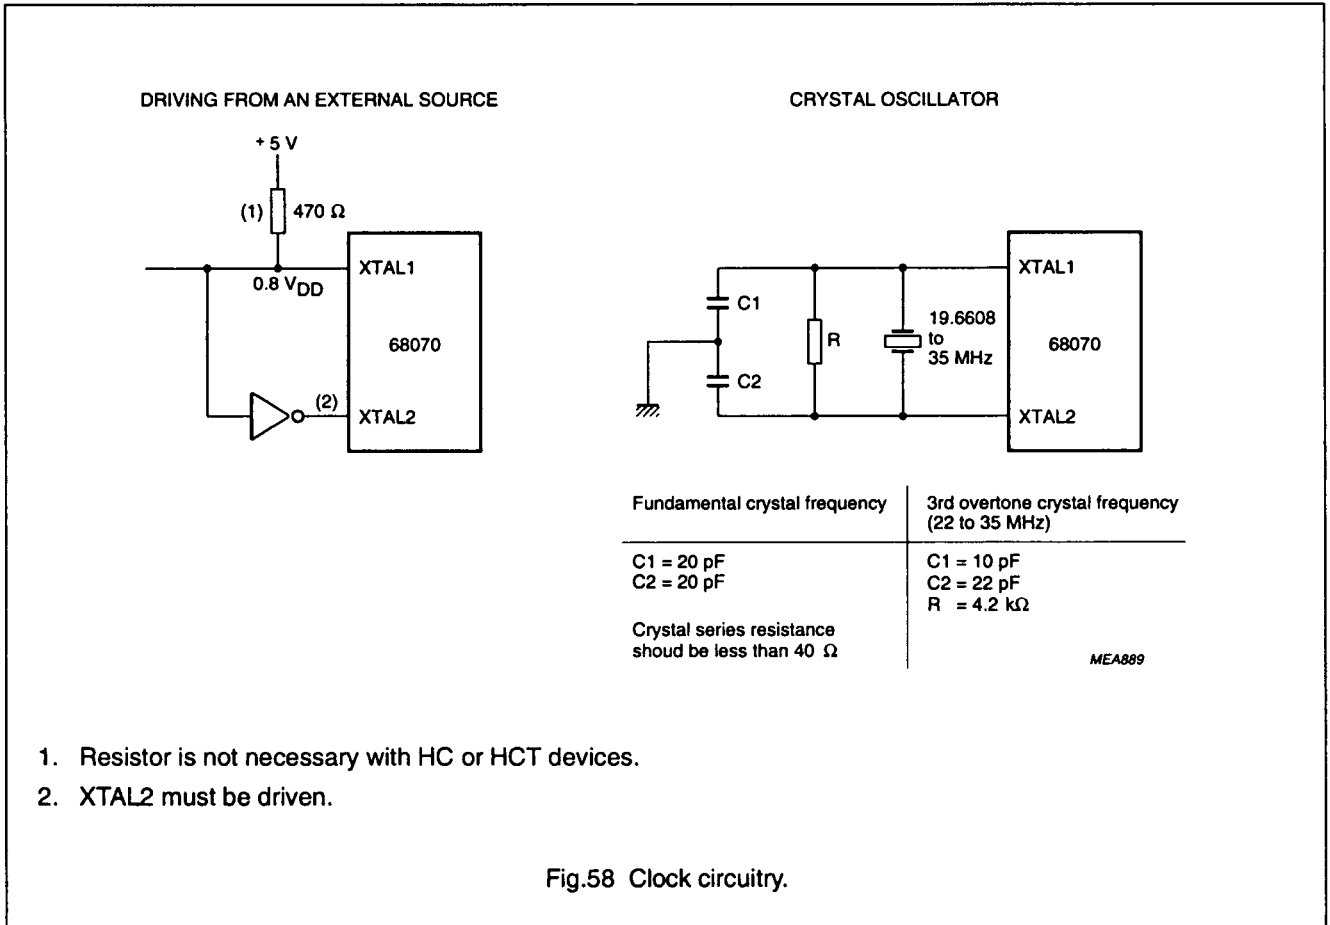 DRIVING FROM AN EXTERNAL SOURCE
+ 5 V
(1) 470 Ω
0.8 VDD
XTAL1
68070
(2)
XTAL2
CRYSTAL OSCILLATOR
C1
C2
R
19.6608
to
35 MHz
XTAL1
68070
XTAL2
Fundamental crystal frequency
C1 = 20 pF
C2 = 20 pF
Crystal series resistance
shoud be less than 40 Ω
3rd overtone crystal frequency
(22 to 35 MHz)
C1 = 10 pF
C2 = 22 pF
R = 4.2 kΩ
MEA889
1. Resistor is not necessary with HC or HCT devices.
2. XTAL2 must be driven.
Fig.58 Clock circuitry.